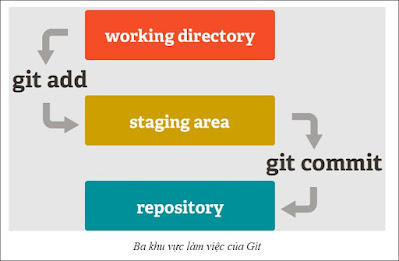 working directory
git add
staging area
git commit
repository
Ba khu vực làm việc của Git